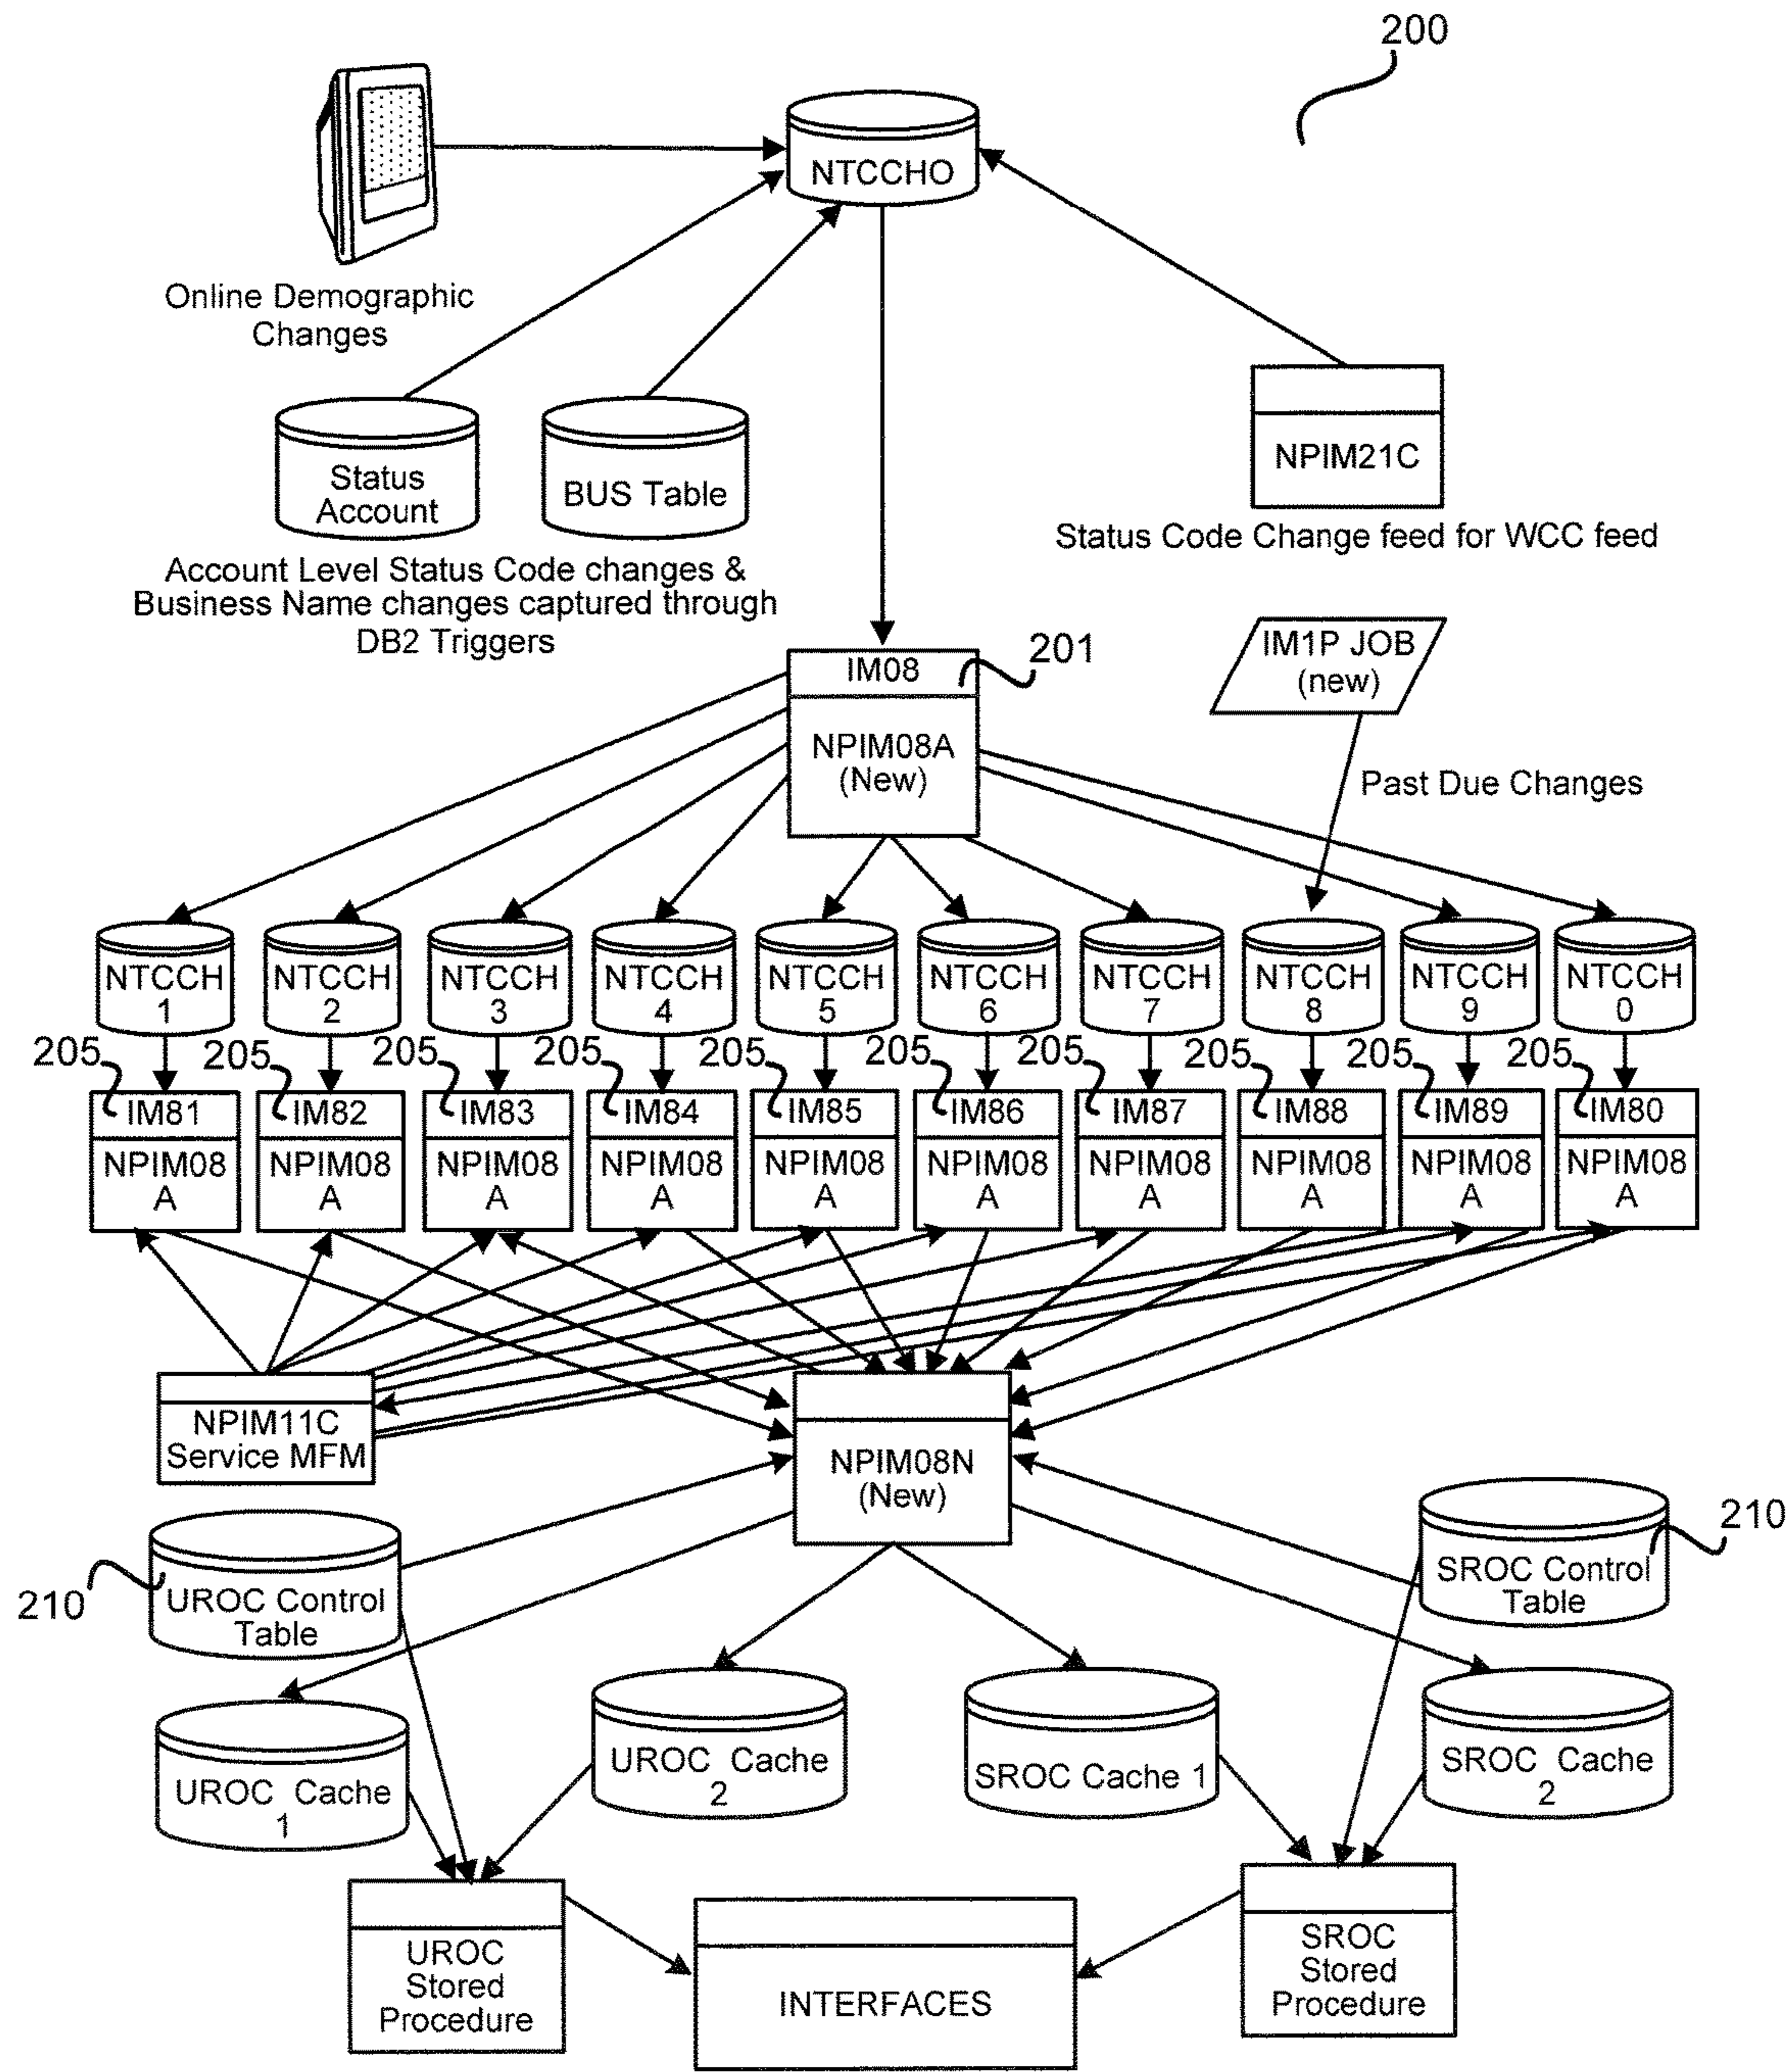 200
NTCCHO
Online Demographic
Changes
Status
Account
BUS Table
NPIM21C
Status Code Change feed for WCC feed
Account Level Status Code changes &
Business Name changes captured through
DB2 Triggers
IM08
201
NPIM08A
(New)
IM1P JOB
(new)
Past Due Changes
NTCCH
1
NTCCH
2
NTCCH
3
NTCCH
4
NTCCH
5
NTCCH
6
NTCCH
7
NTCCH
8
NTCCH
9
NTCCH
0
205
205
205
205
205
205
205
205
205
205
IM81
IM82
IM83
IM84
IM85
IM86
IM87
IM88
IM89
IM80
NPIM08
A
NPIM08
A
NPIM08
A
NPIM08
A
NPIM08
A
NPIM08
A
NPIM08
A
NPIM08
A
NPIM08
A
NPIM08
A
NPIM11C
Service MFM
NPIM08N
(New)
210
UROC Control
Table
SROC Control
Table
210
UROC Cache
1
UROC Cache
2
SROC Cache 1
SROC Cache
2
UROC
Stored
Procedure
INTERFACES
SROC
Stored
Procedure